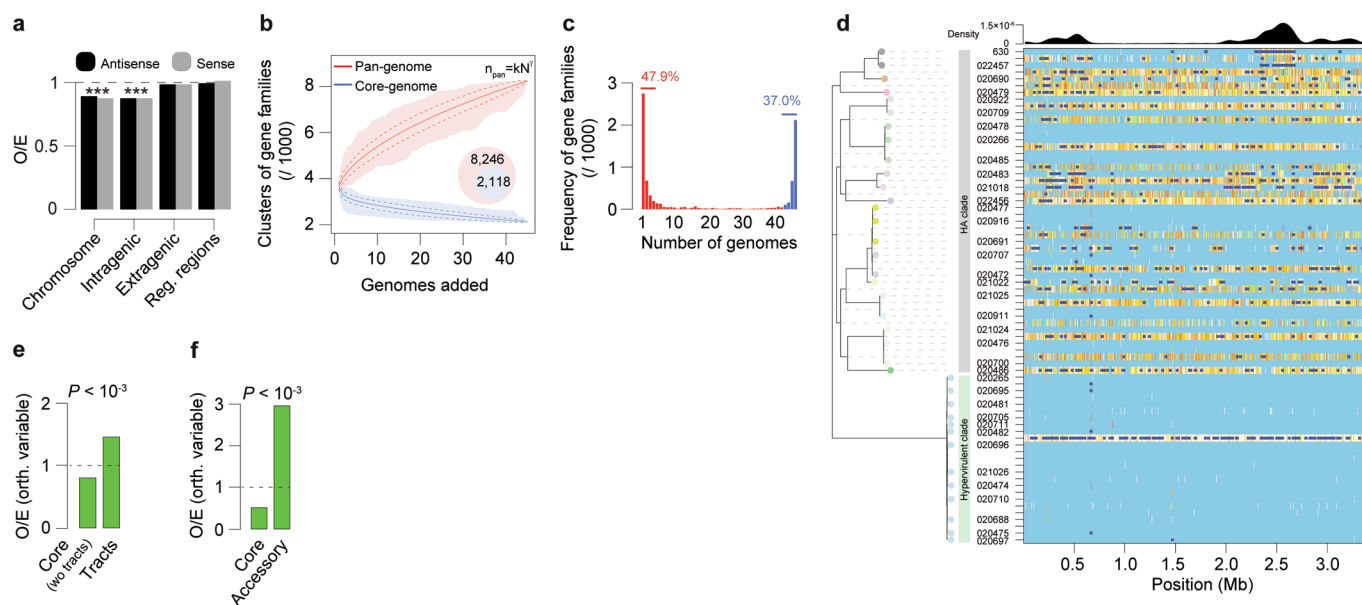 a
Antisense
Sense
O/E
1
0.5
0
***
***
Chromosome
Intragenic
Extragenic
Reg. regions
b
Clusters of gene familiies
(/ 1000)
8
6
4
2
Pan-genome
Core-genome
n_pan=kN^γ
8,246
2,118
0
10
20
30
40
Genomes added
c
Frequency of gene families
(/ 1000)
3
2
1
0
47.9%
37.0%
1
10
20
30
40
Number of genomes
d
Density
1.5×10⁻⁶
0
630
022457
020690
020479
020922
020709
020478
020266
020485
020483
021018
022456
020477
020916
020691
020707
020472
021022
021025
020911
021024
020476
020700
020486
020265
020695
020481
020705
020711
020482
020696
021026
020474
020710
020688
020475
020697
HA clade
Hypervirulent clade
0.5
1.0
1.5
2.0
2.5
3.0
Position (Mb)
e
P < 10⁻³
O/E (orth. variable)
2
1
0
Core
(wo tracts)
Tracts
f
P < 10⁻³
O/E (orth. variable)
3
2
1
0
Core
Accessory